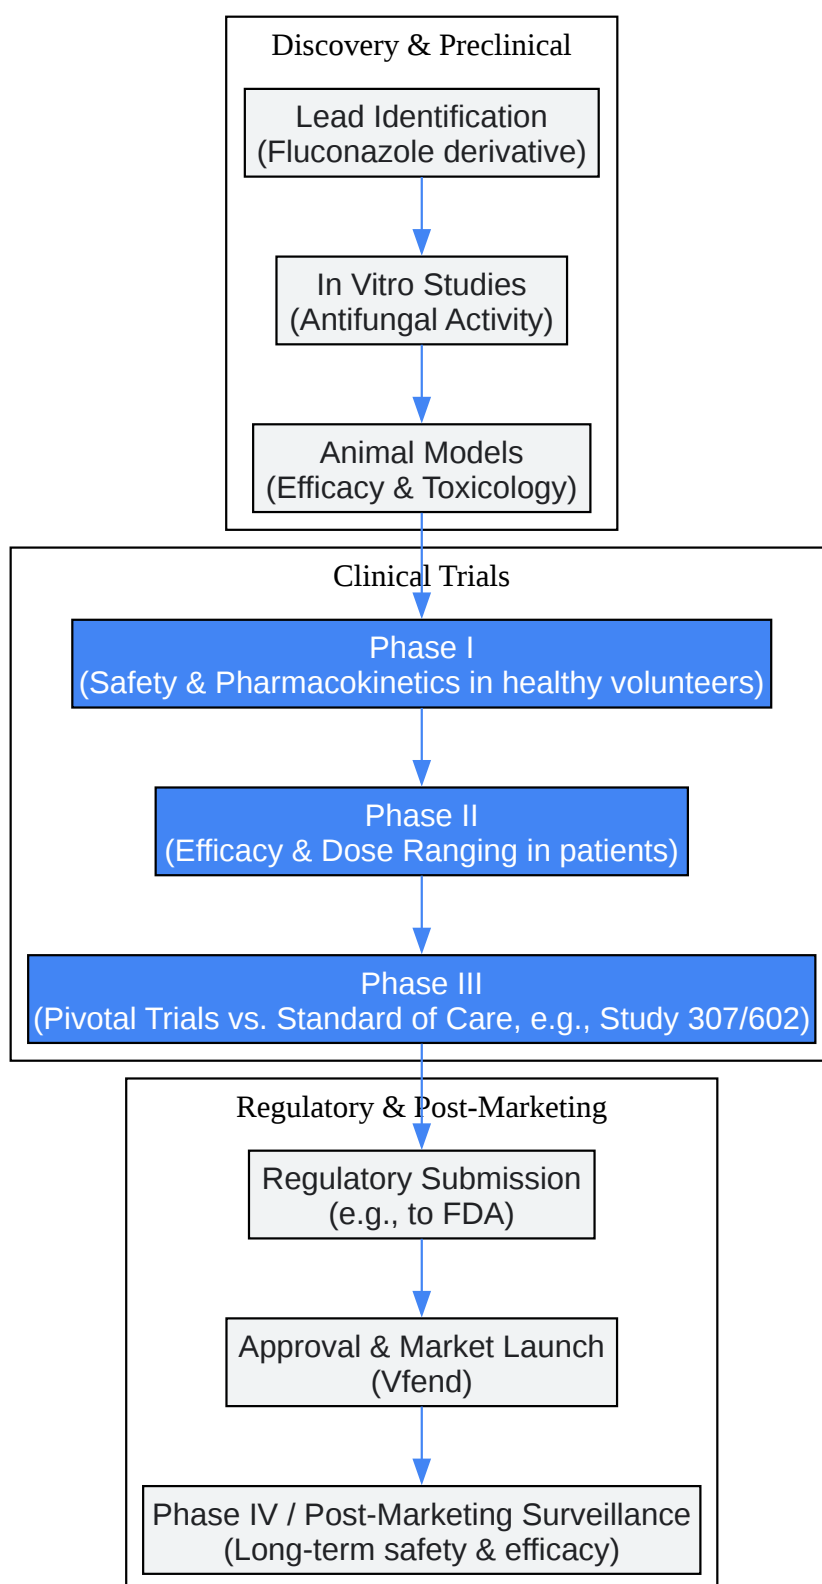 Discovery & Preclinical
Lead Identification
(Fluconazole derivative)
In Vitro Studies
(Antifungal Activity)
Animal Models
(Efficacy & Toxicology)
Clinical Trials
Phase I
(Safety & Pharmacokinetics in healthy volunteers)
Phase II
(Efficacy & Dose Ranging in patients)
Phase III
(Pivotal Trials vs. Standard of Care, e.g., Study 307/602)
Regulatory & Post-Marketing
Regulatory Submission
(e.g., to FDA)
Approval & Market Launch
(Vfend)
Phase IV / Post-Marketing Surveillance
(Long-term safety & efficacy)